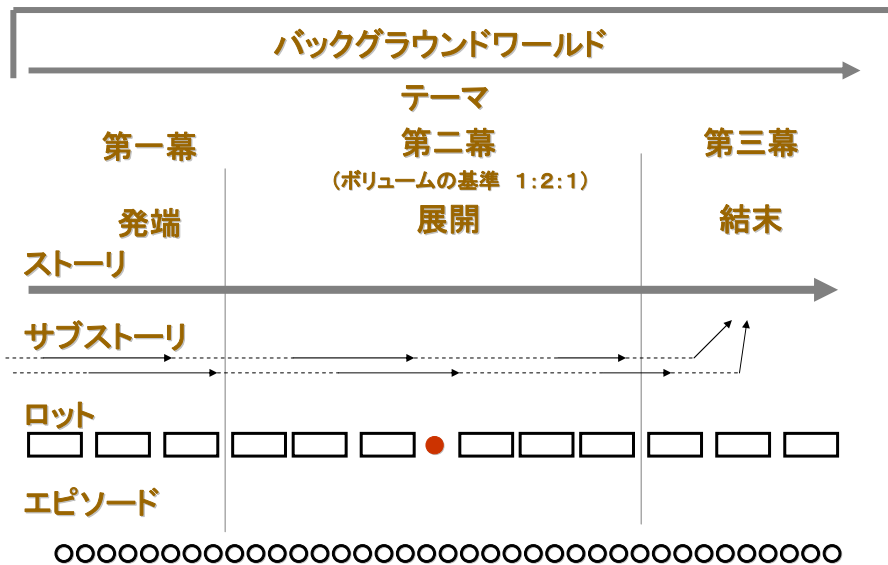 バックグラウンドワールド
テーマ
第一幕
第二幕
第三幕
(ボリュームの基準 1:2:1)
発端
展開
結末
ストーリ
サブストーリ
ロット
エピソード